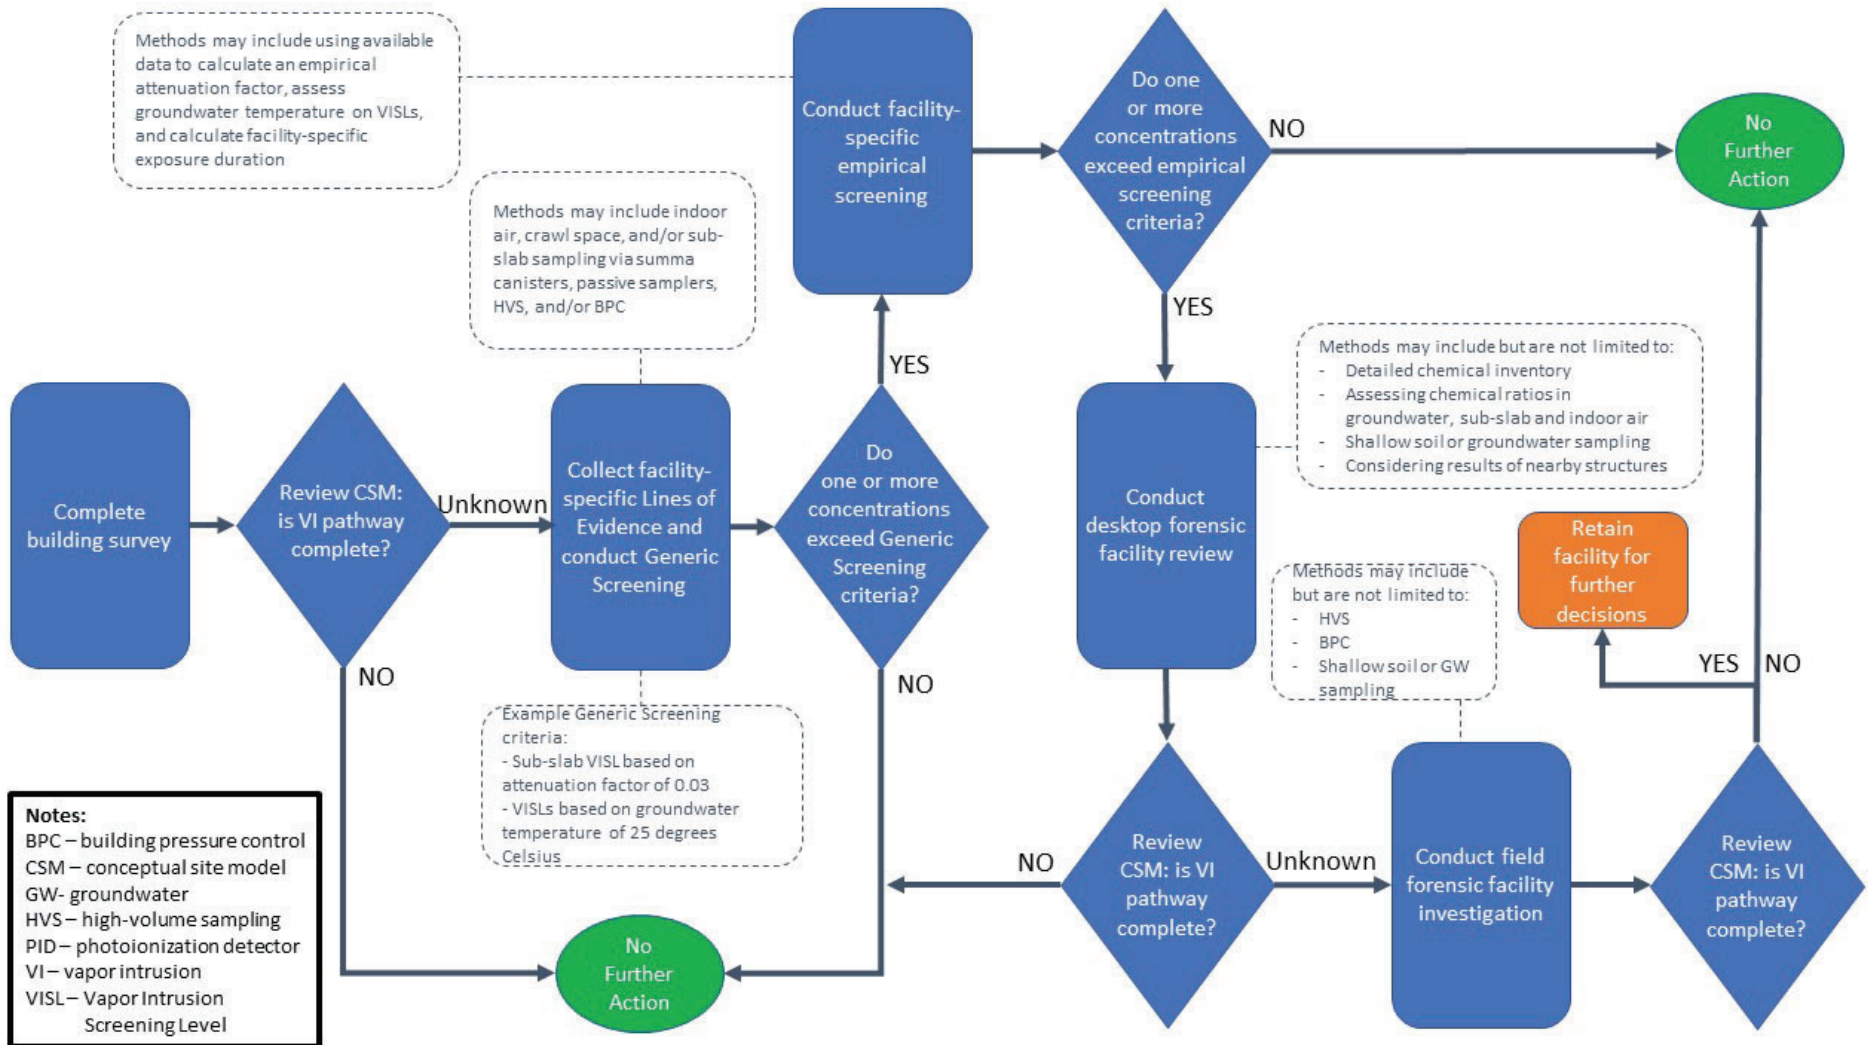 Methods may include using available
data to calculate an empirical
attenuation factor, assess
groundwater temperature on VISLs,
and calculate facility-specific
exposure duration
Conduct facility-
specific
empirical
screening
Do one
or more
concentrations
exceed empirical
screening
criteria?
NO
No
Further
Action
YES
Methods may include indoor
air, crawl space, and/or sub-
slab sampling via summa
canisters, passive samplers,
HVS, and/or BPC
YES
Methods may include but are not limited to:
- Detailed chemical inventory
- Assessing chemical ratios in
groundwater, sub-slab and indoor air
- Shallow soil or groundwater sampling
- Considering results of nearby structures
Complete
building survey
Review CSM:
is VI pathway
complete?
Unknown
NO
Collect facility-
specific Lines of
Evidence and
conduct Generic
Screening
Do
one or more
concentrations
exceed Generic
Screening
criteria?
NO
Conduct
desktop forensic
facility review
Methods may include
but are not limited to:
- HVS
- BPC
- Shallow soil or GW
sampling
Retain
facility for
further
decisions
YES
NO
Example Generic Screening
criteria:
- Sub-slab VISL based on
attenuation factor of 0.03
- VISLs based on groundwater
temperature of 25 degrees
Celsius
NO
Review
CSM: is VI
pathway
complete?
Unknown
Conduct field
forensic facility
investigation
Review
CSM: is VI
pathway
complete?
No
Further
Action
Notes:
BPC – building pressure control
CSM – conceptual site model
GW- groundwater
HVS – high-volume sampling
PID – photoionization detector
VI – vapor intrusion
VISL – Vapor Intrusion
Screening Level